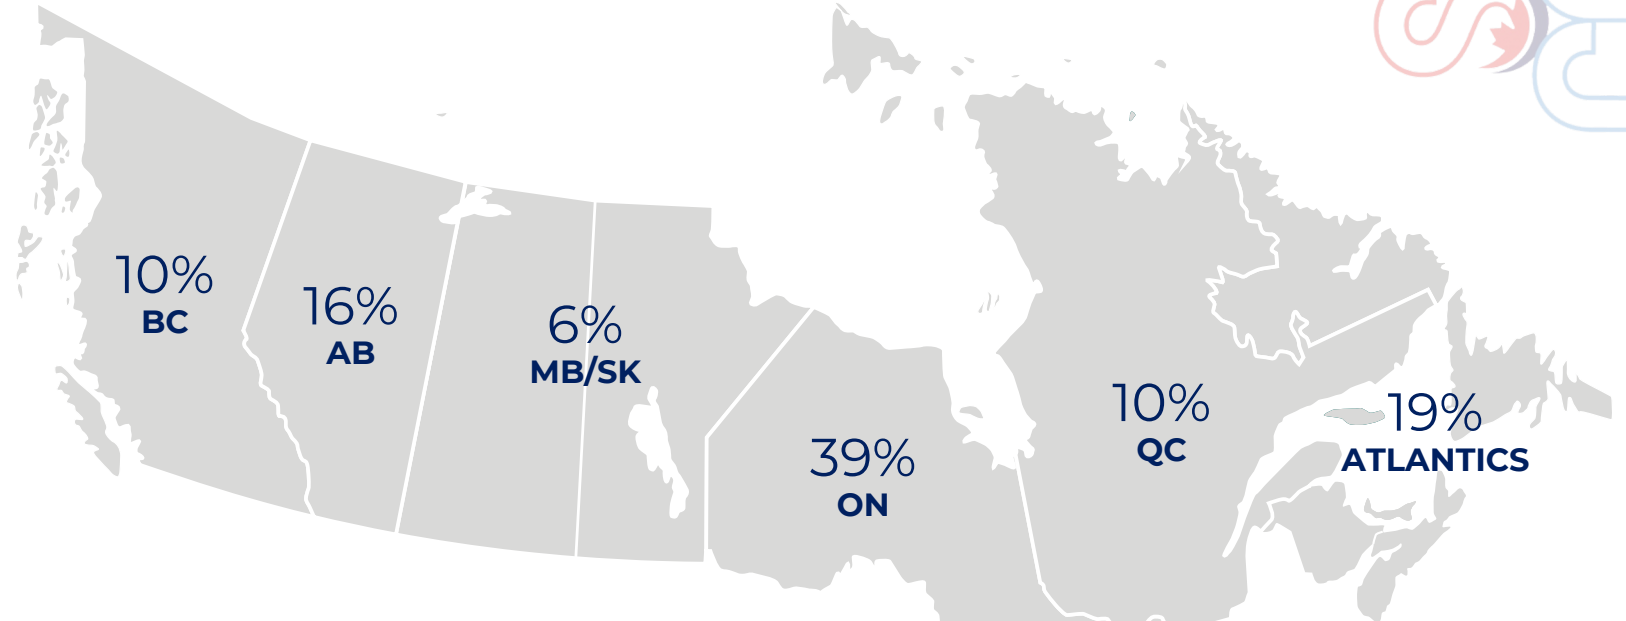 10%
BC
16%
AB
6%
MB/SK
39%
ON
10%
QC
19%
ATLANTICS